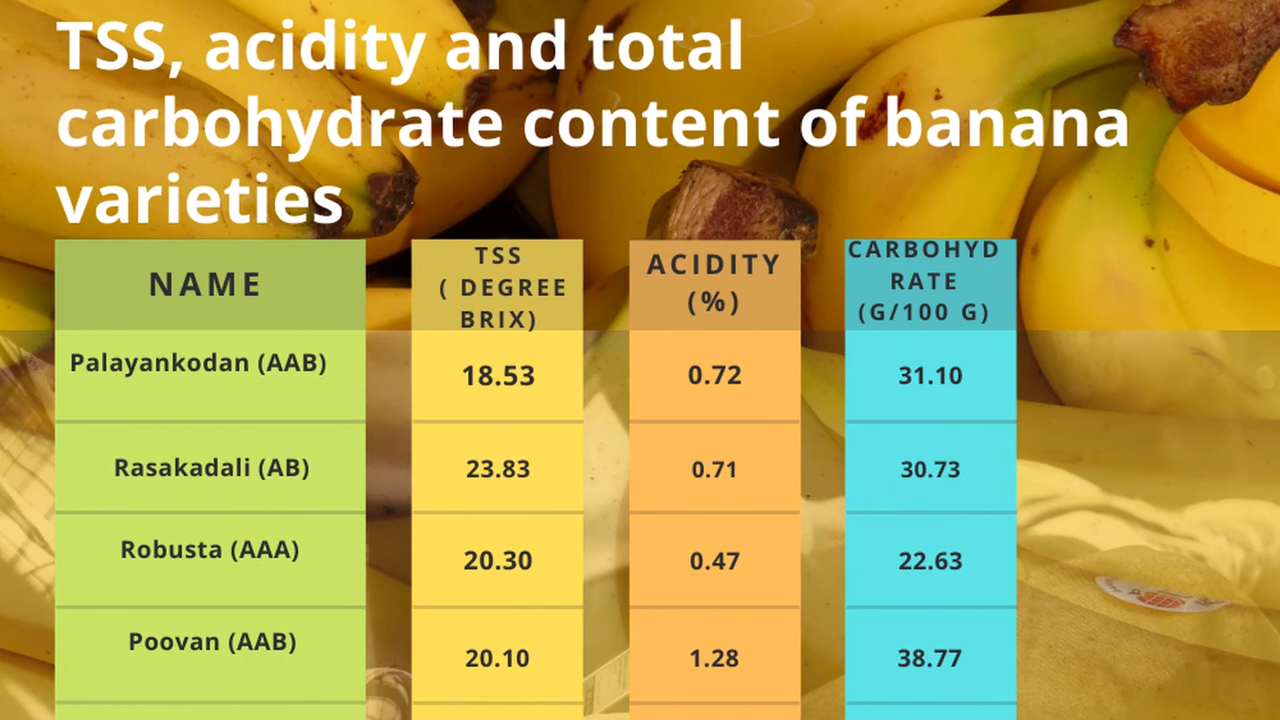 TSS, acidity and total
carbohydrate content of banana
varieties
NAME
TSS
( DEGREE
BRIX)
ACIDITY
(%)
CARBOHYD
RATE
(G/100 G)
Palayankodan (AAB)
18.53
0.72
31.10
Rasakadali (AB)
23.83
0.71
30.73
Robusta (AAA)
20.30
0.47
22.63
Poovan (AAB)
20.10
1.28
38.77